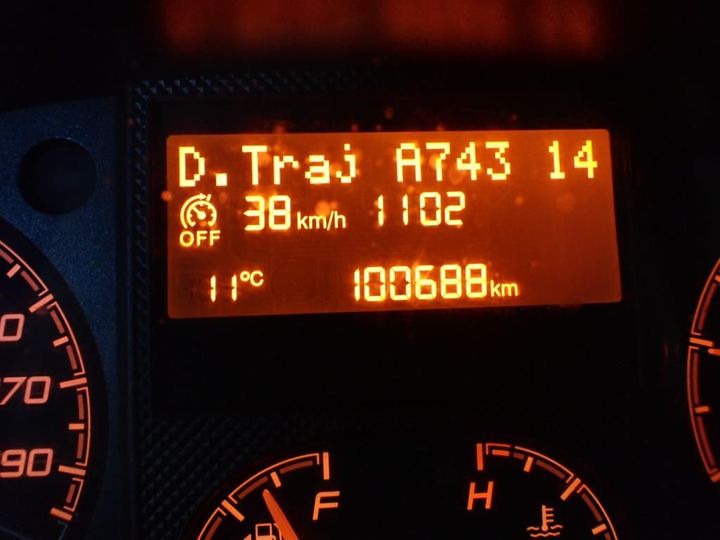 D.Traj A743 14
38 km/h 1102
OFF
11°C 100688 km
70
90
F
H